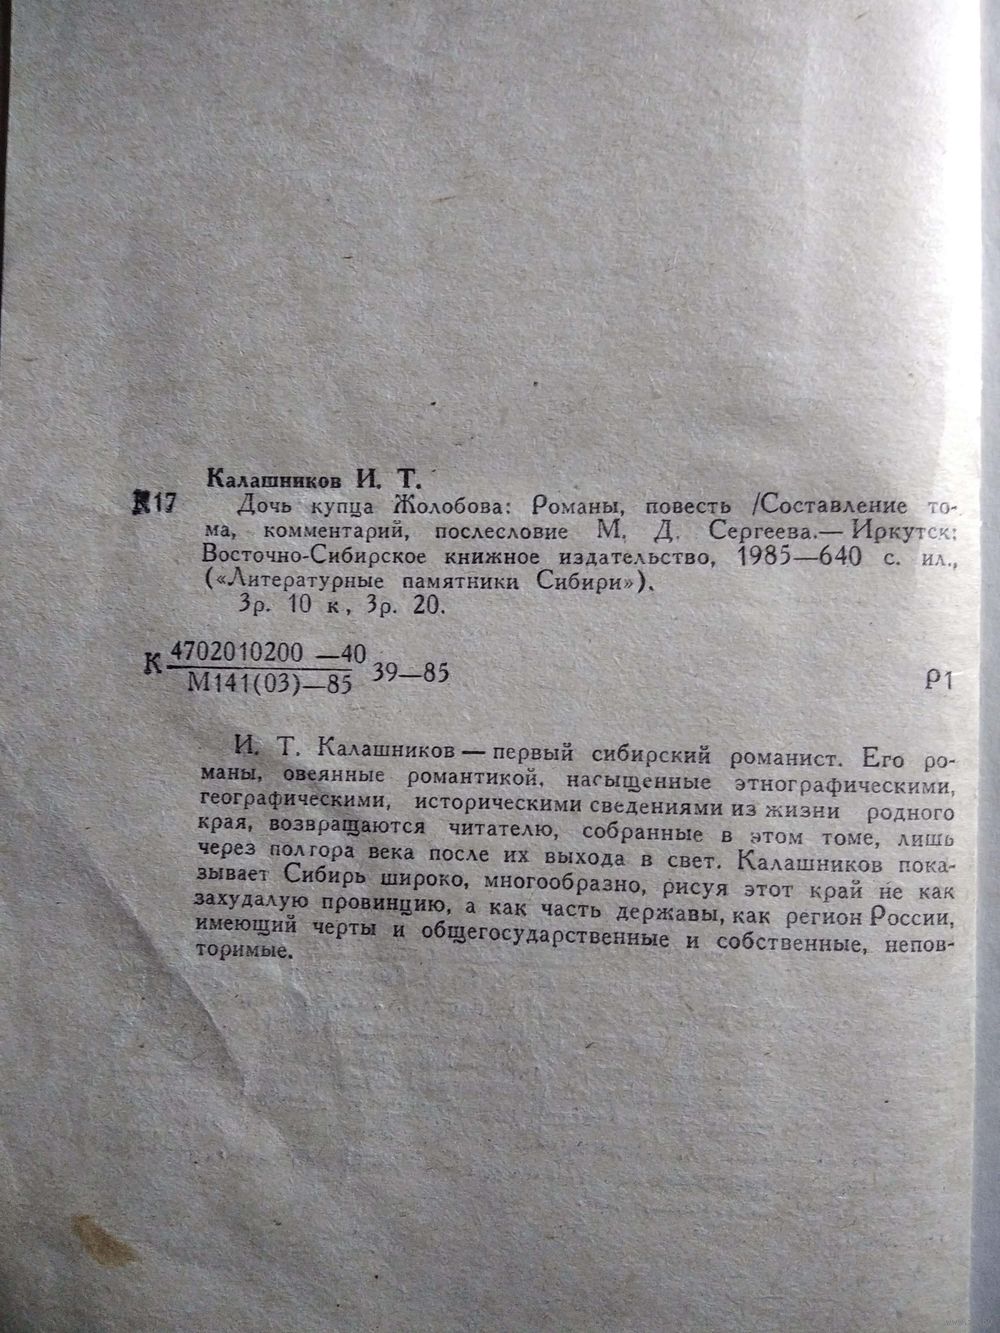 Калашников И. Т.
К17 Дочь купца Жолобова: Романы, повесть /Составление то-
ма, комментарий, послесловие М. Д. Сергеева.— Иркутск:
Восточно-Сибирское книжное издательство, 1985—640 с. ил.,
(«Литературные памятники Сибири»).
3р. 10 к, 3р. 20.
К 4702010200 —40
М141(03)—85 39—85
Р1
И. Т. Калашников — первый сибирский романист. Его ро-
маны, овеянные романтикой, насыщенные этнографическими,
географическими, историческими сведениями из жизни родного
края, возвращаются читателю, собранные в этом томе, лишь
через полгора века после их выхода в свет. Калашников пока-
зывает Сибирь широко, многообразно, рисуя этот край не как
захудалую провинцию, а как часть державы, как регион России,
имеющий черты и общегосударственные и собственные, непов-
торимые.